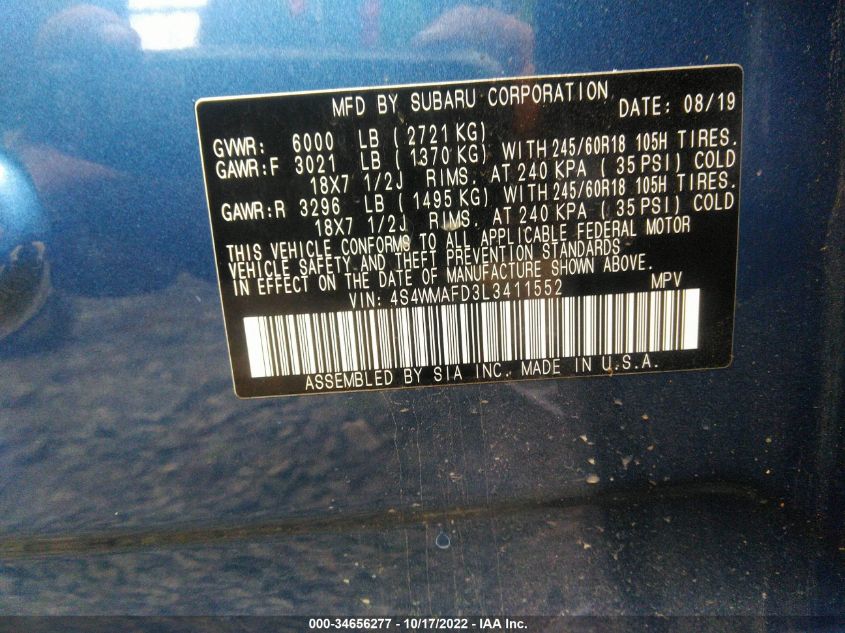 MFD BY SUBARU CORPORATION DATE: 08/19
GVWR: 6000 LB (2721 KG)
GAWR:F 3021 LB (1370 KG) WITH 245/60R18 105H TIRES.
18X7 1/2J RIMS. AT 240 KPA (35 PSI) COLD
GAWR:R 3296 LB (1495 KG) WITH 245/60R18 105H TIRES.
18X7 1/2J RIMS. AT 240 KPA (35 PSI) COLD
THIS VEHICLE CONFORMS TO ALL APPLICABLE FEDERAL MOTOR
VEHICLE SAFETY AND THEFT PREVENTION STANDARDS
IN EFFECT ON THE DATE OF MANUFACTURE SHOWN ABOVE.
VIN: 4S4WMAFD3L3411552 MPV
ASSEMBLED BY SIA INC. MADE IN U.S.A.
000-34656277 - 10/17/2022 - IAA Inc.